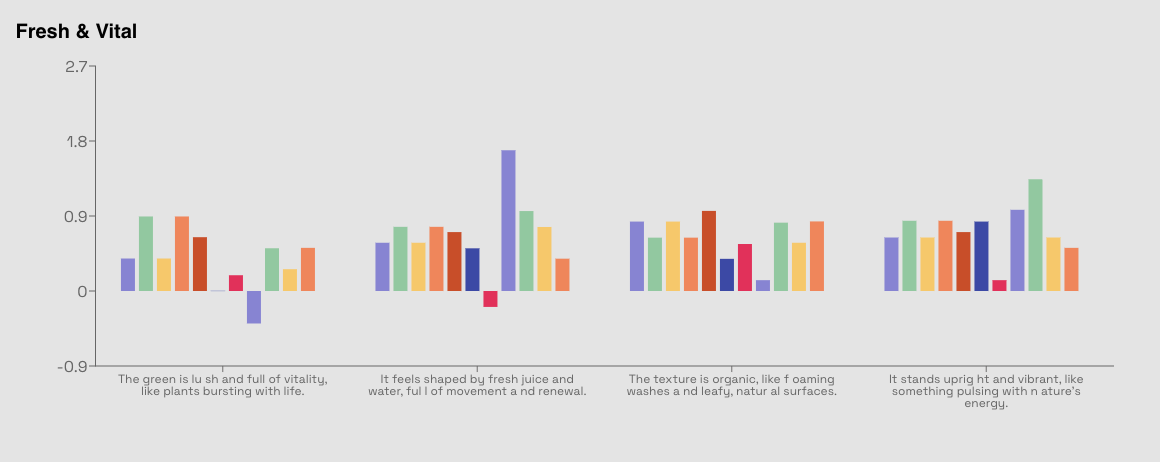 Fresh & Vital
2.7
1.8
0.9
0
-0.9
The green is lu sh and full of vitality,
like plants bursting with life.
It feels shaped by fresh juice and
water, ful l of movement a nd renewal.
The texture is organic, like f oaming
washes a nd leafy, natur al surfaces.
It stands uprig ht and vibrant, like
something pulsing with n ature's
energy.